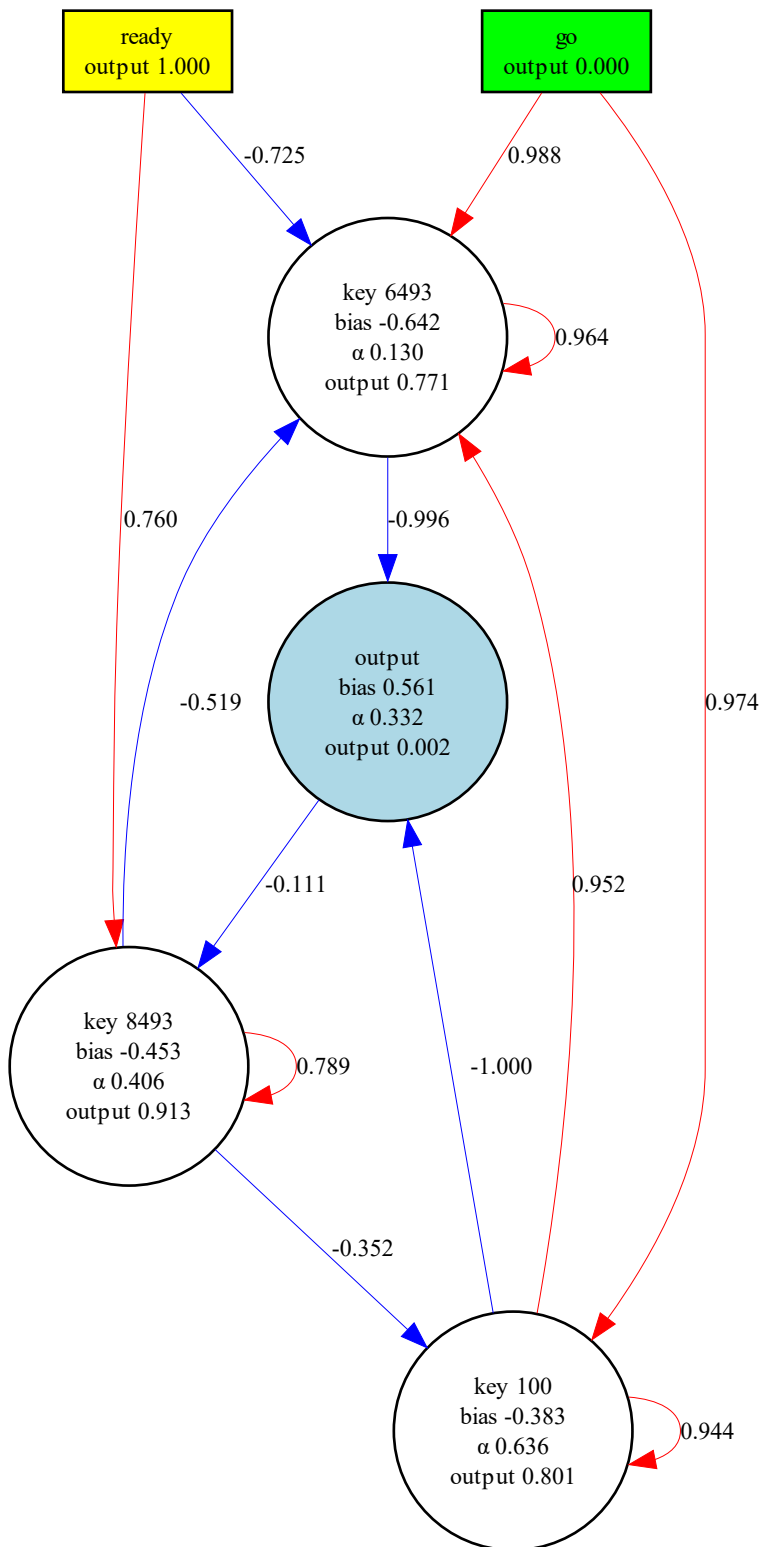 ready
output 1.000
go
output 0.000
-0.725
0.988
key 6493
bias -0.642
α 0.130
output 0.771
0.964
0.760
-0.996
-0.519
output
bias 0.561
α 0.332
output 0.002
0.974
-0.111
0.952
key 8493
bias -0.453
α 0.406
output 0.913
0.789
-1.000
-0.352
key 100
bias -0.383
α 0.636
output 0.801
0.944